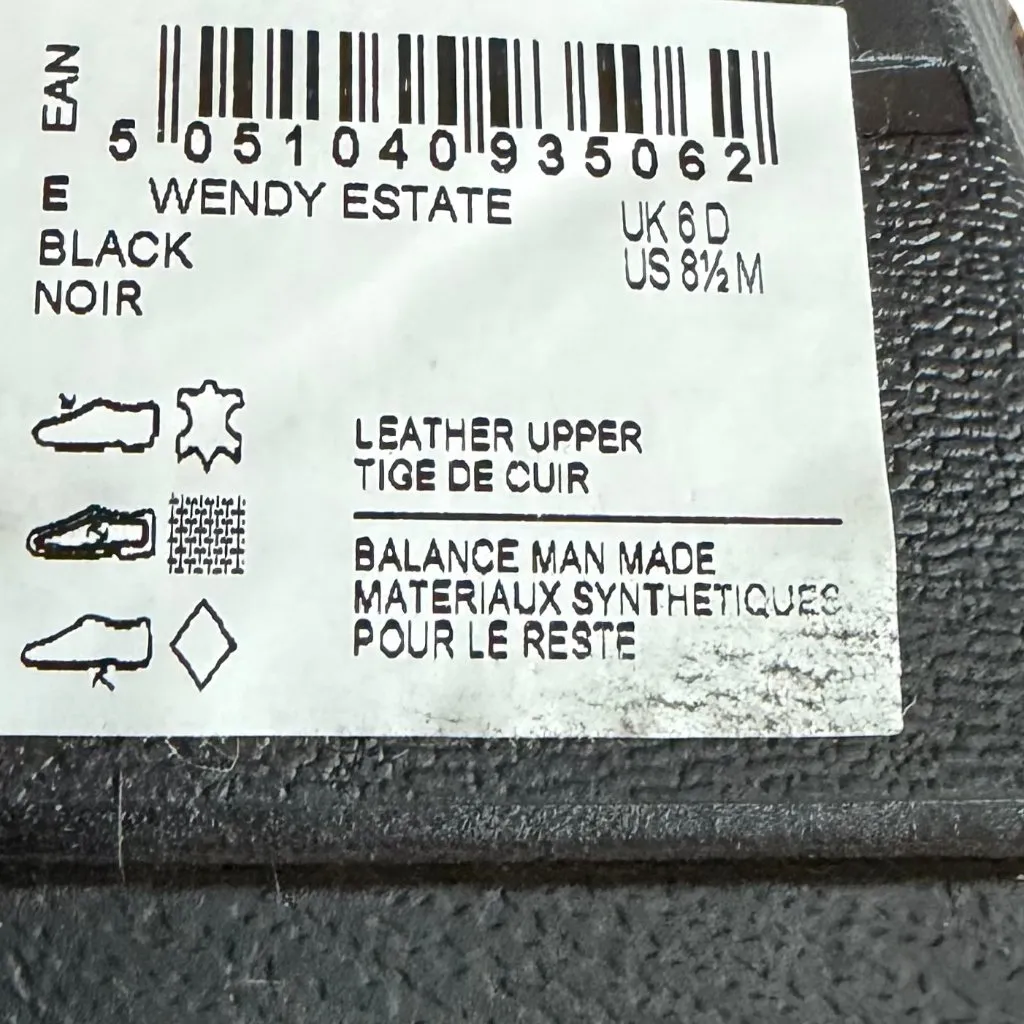 EAN
5 051040 935062
E WENDY ESTATE
BLACK
NOIR
UK 6 D
US 8½ M
LEATHER UPPER
TIGE DE CUIR
BALANCE MAN MADE
MATERIAUX SYNTHETIQUES
POUR LE RESTE